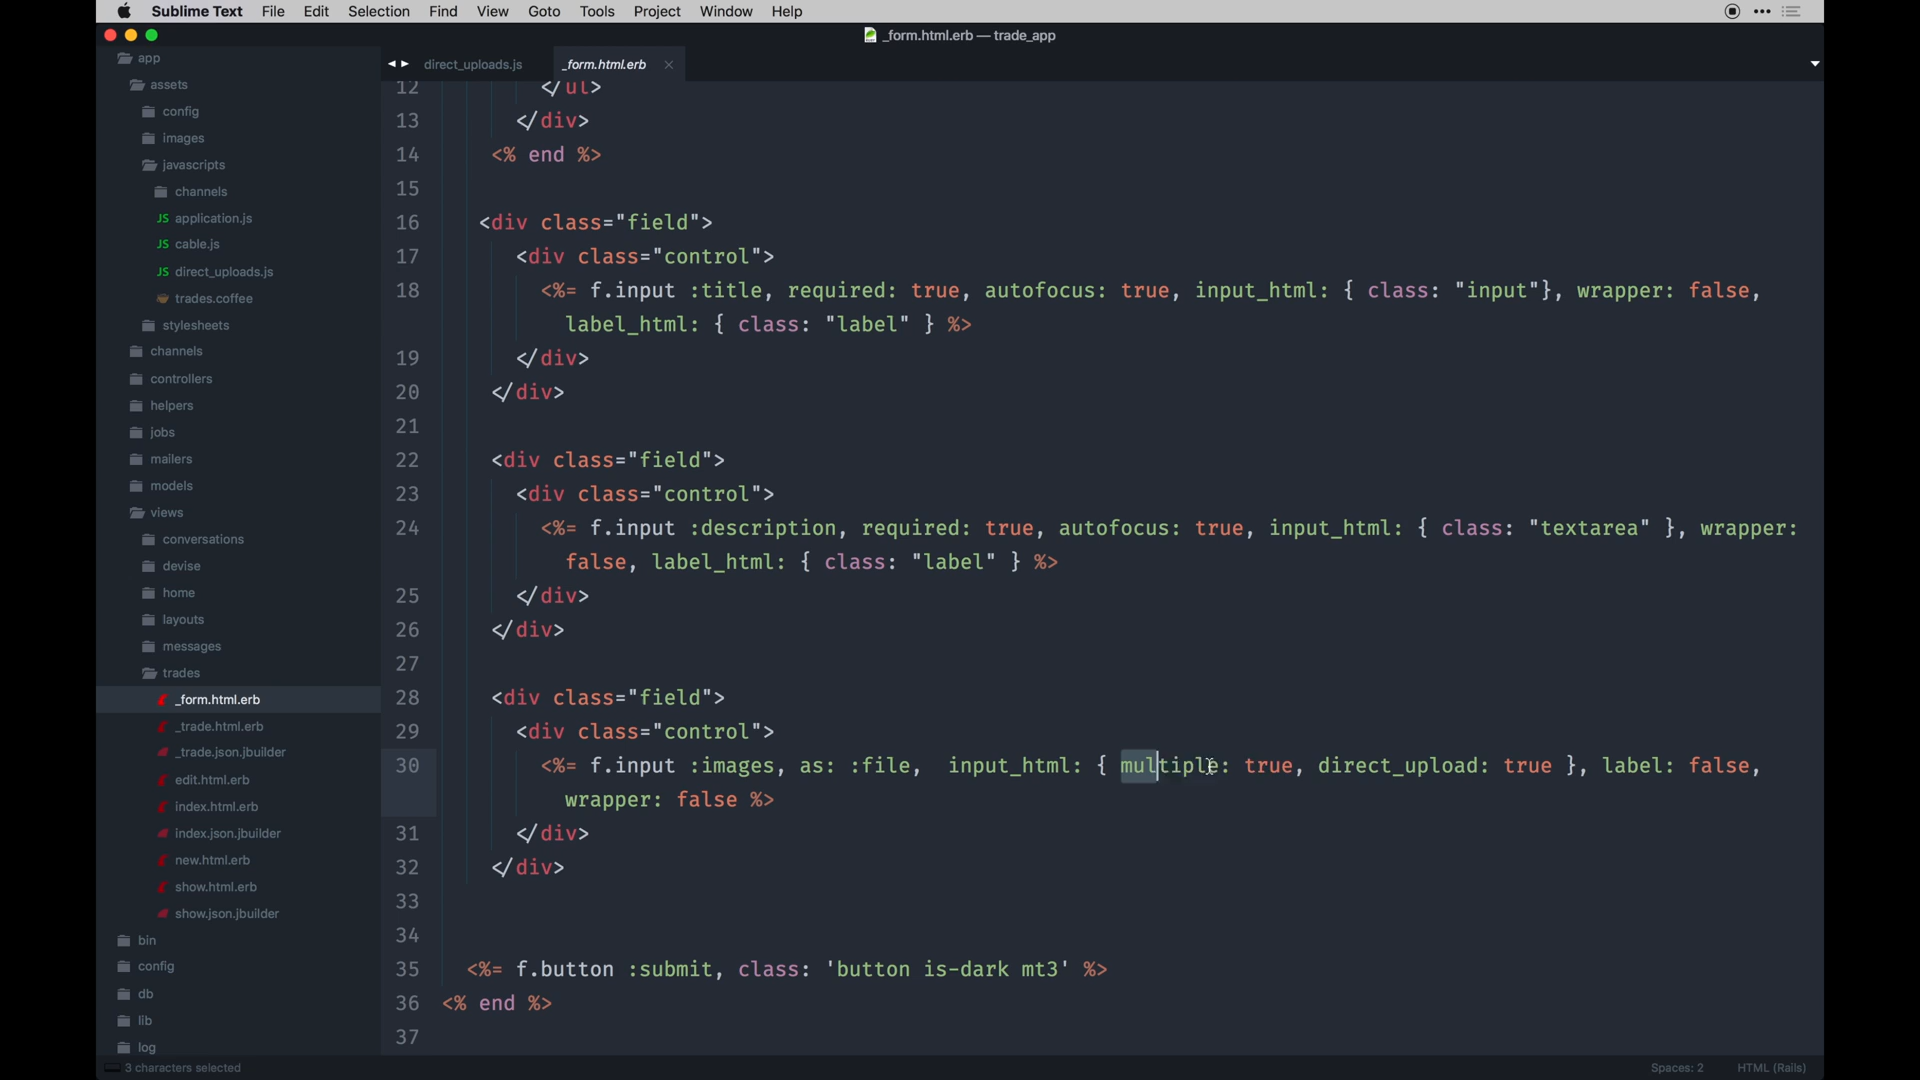 Sublime Text File Edit Selection Find View Goto Tools Project Window Help
_form.html.erb — trade_app
app
assets
config
images
javascripts
channels
JS application.js
JS cable.js
JS direct_uploads.js
trades.coffee
stylesheets
channels
controllers
helpers
jobs
mailers
models
views
conversations
devise
home
layouts
messages
trades
_form.html.erb
_trade.html.erb
_trade.json.jbuilder
edit.html.erb
index.html.erb
index.json.jbuilder
new.html.erb
show.html.erb
show.json.jbuilder
bin
config
db
lib
log
direct_uploads.js _form.html.erb
12 </ul>
13 </div>
14 <% end %>
15
16 <div class="field">
17 <div class="control">
18 <%= f.input :title, required: true, autofocus: true, input_html: { class: "input"}, wrapper: false,
label_html: { class: "label" } %>
19 </div>
20 </div>
21
22 <div class="field">
23 <div class="control">
24 <%= f.input :description, required: true, autofocus: true, input_html: { class: "textarea" }, wrapper:
false, label_html: { class: "label" } %>
25 </div>
26 </div>
27
28 <div class="field">
29 <div class="control">
30 <%= f.input :images, as: :file,  input_html: { multiple: true, direct_upload: true }, label: false,
wrapper: false %>
31 </div>
32 </div>
33
34
35 <%= f.button :submit, class: 'button is-dark mt3' %>
36 <% end %>
37
3 characters selected Spaces: 2 HTML (Rails)